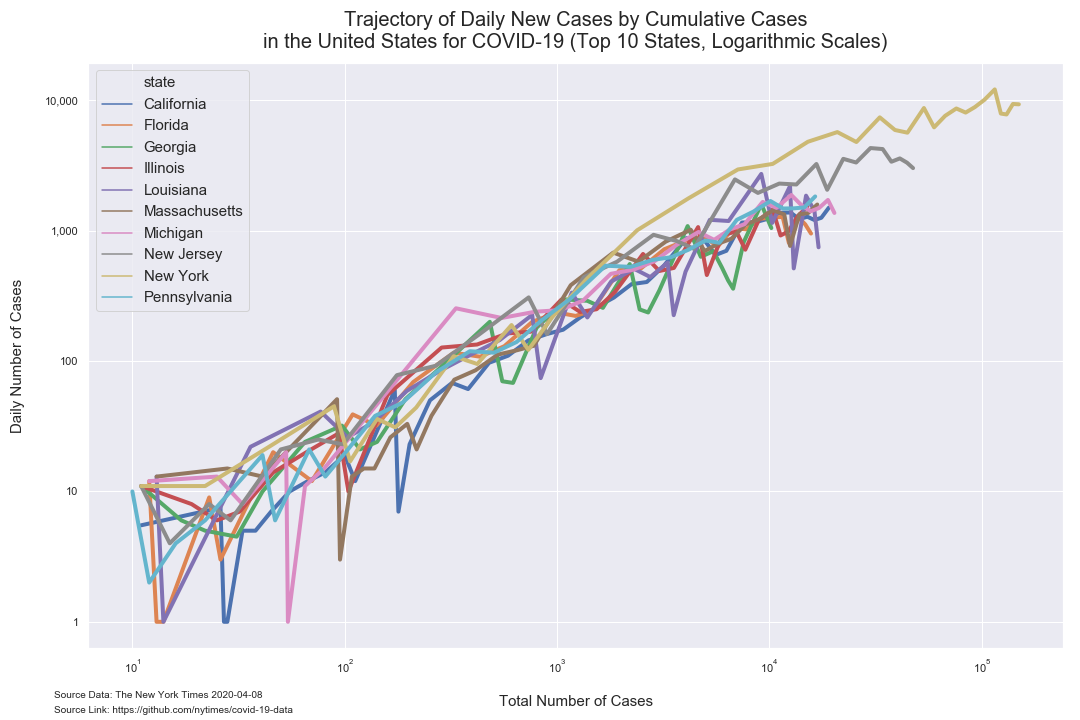 Trajectory of Daily New Cases by Cumulative Cases
in the United States for COVID-19 (Top 10 States, Logarithmic Scales)
state
California
Florida
Georgia
Illinois
Louisiana
Massachusetts
Michigan
New Jersey
New York
Pennsylvania
10,000
1,000
100
10
1
Daily Number of Cases
10¹
10²
10³
10⁴
10⁵
Total Number of Cases
Source Data: The New York Times 2020-04-08
Source Link: https://github.com/nytimes/covid-19-data